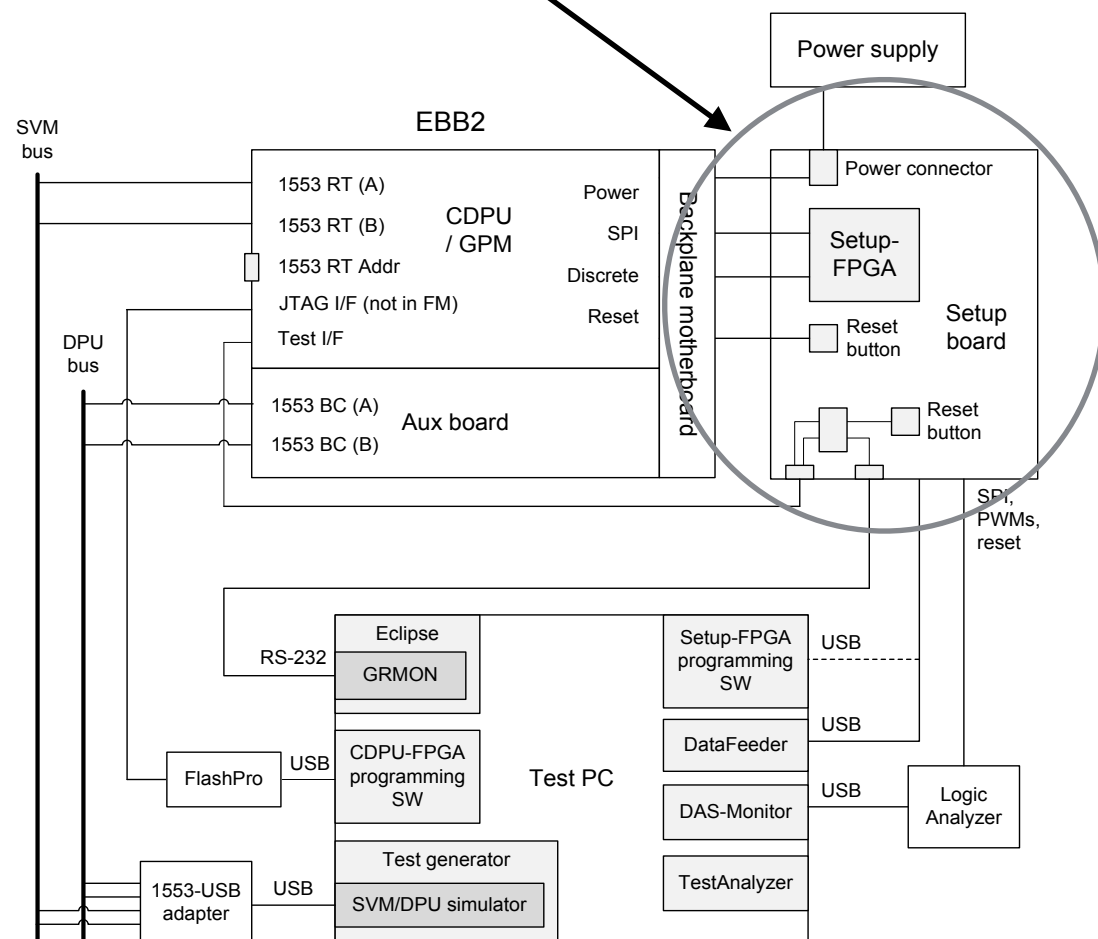 Power supply
EBB2
SVM
bus
1553 RT (A)
1553 RT (B)
1553 RT Addr
JTAG I/F (not in FM)
Test I/F
CDPU
/ GPM
Power
SPI
Discrete
Reset
Backplane motherboard
Power connector
Setup-
FPGA
Setup
board
Reset
button
Reset
button
DPU
bus
1553 BC (A)
1553 BC (B)
Aux board
SPI,
PWMs,
reset
RS-232
Eclipse
GRMON
Setup-FPGA
programming
SW
USB
FlashPro
USB
CDPU-FPGA
programming
SW
Test PC
DataFeeder
USB
DAS-Monitor
USB
Logic
Analyzer
1553-USB
adapter
USB
Test generator
SVM/DPU simulator
TestAnalyzer